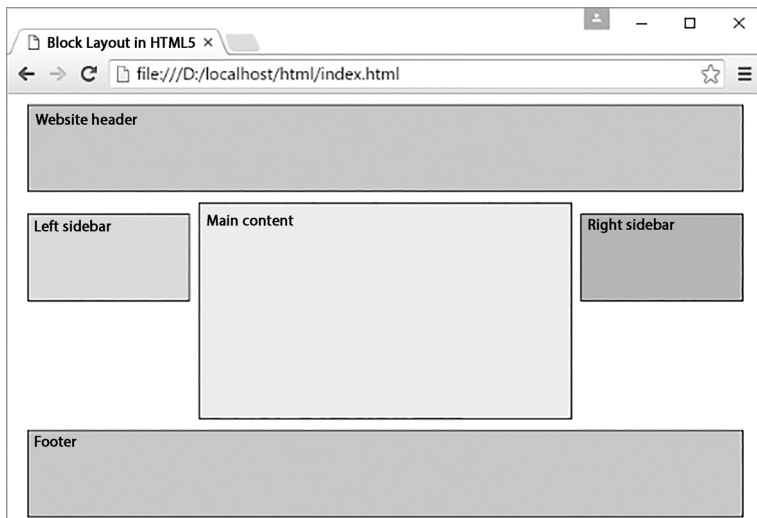 Block Layout in HTML5
file:///D:/localhost/html/index.html
Website header
Left sidebar
Main content
Right sidebar
Footer